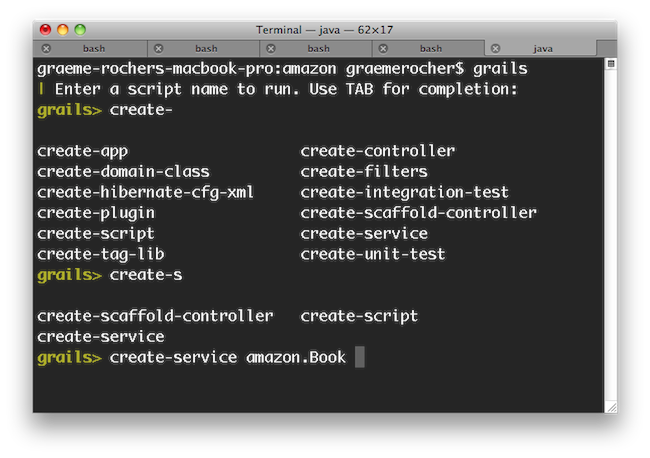 Terminal — java — 62×17
bash bash bash bash java
graeme-rochers-macbook-pro:amazon graemerocher$ grails
| Enter a script name to run. Use TAB for completion:
grails> create-
create-app create-controller
create-domain-class create-filters
create-hibernate-cfg-xml create-integration-test
create-plugin create-scaffold-controller
create-script create-service
create-tag-lib create-unit-test
grails> create-s
create-scaffold-controller create-script
create-service
grails> create-service amazon.Book